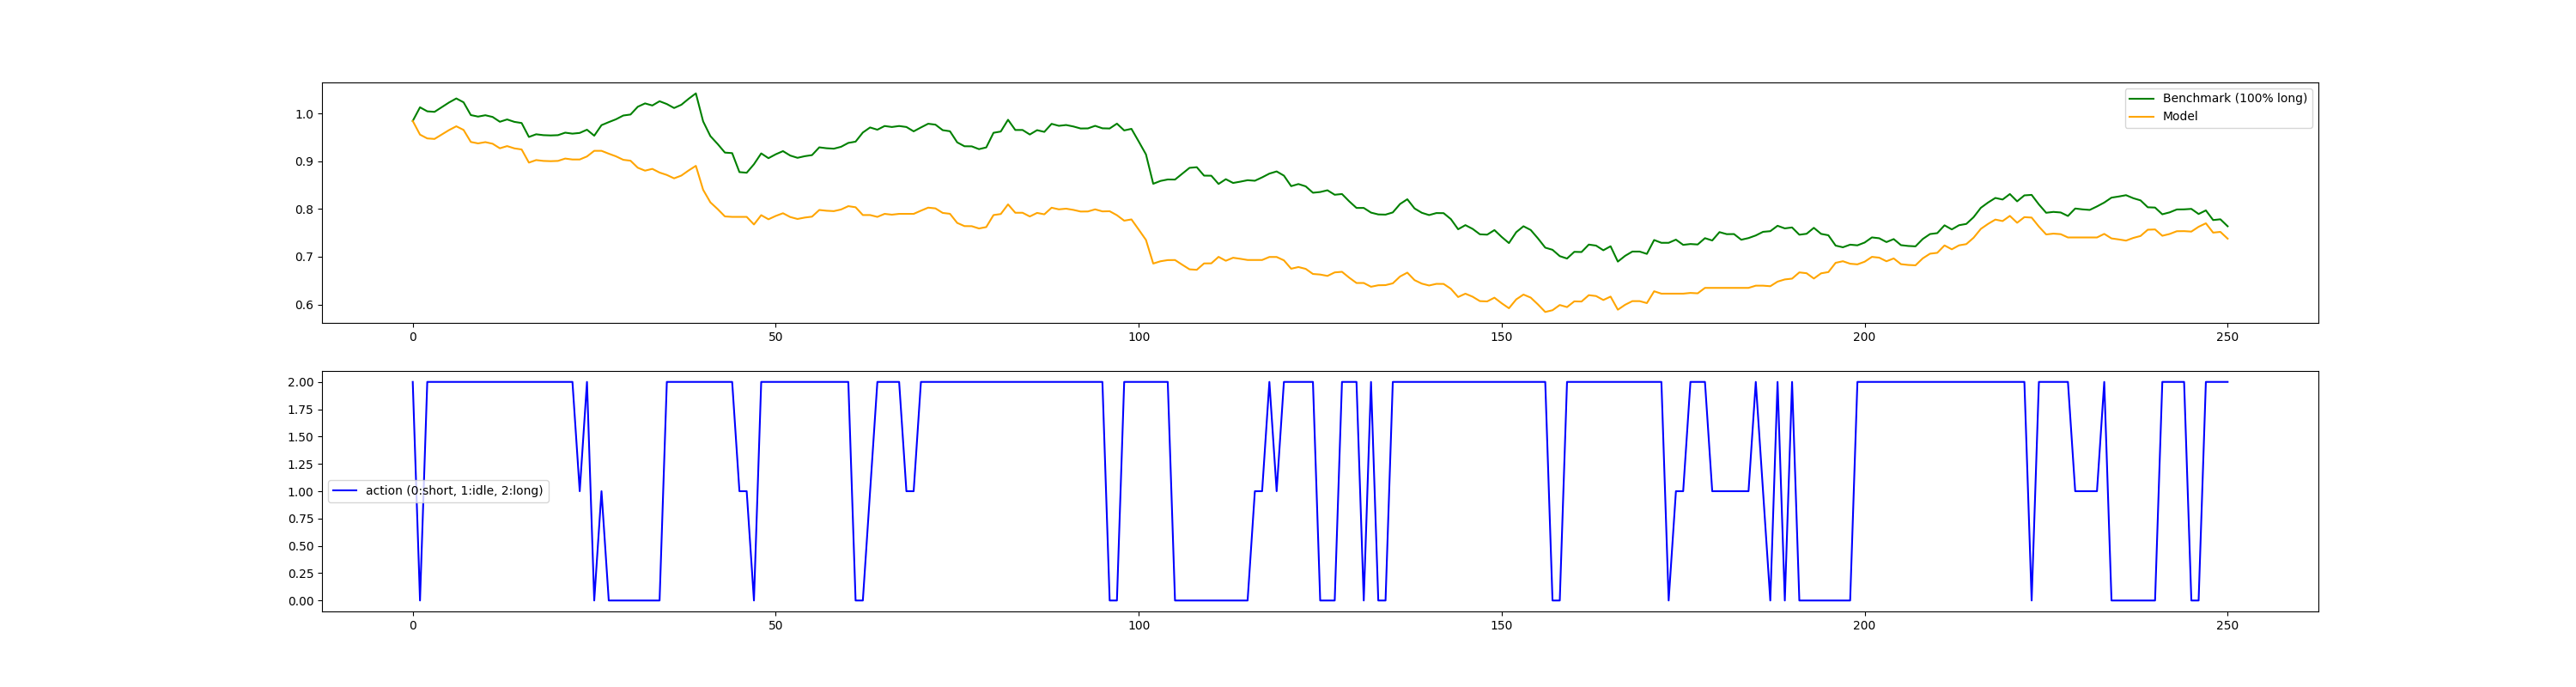 Benchmark (100% long)
Model
1.0
0.9
0.8
0.7
0.6
0 50 100 150 200 250
2.00
1.75
1.50
1.25
1.00
0.75
0.50
0.25
0.00
action (0:short, 1:idle, 2:long)
0 50 100 150 200 250